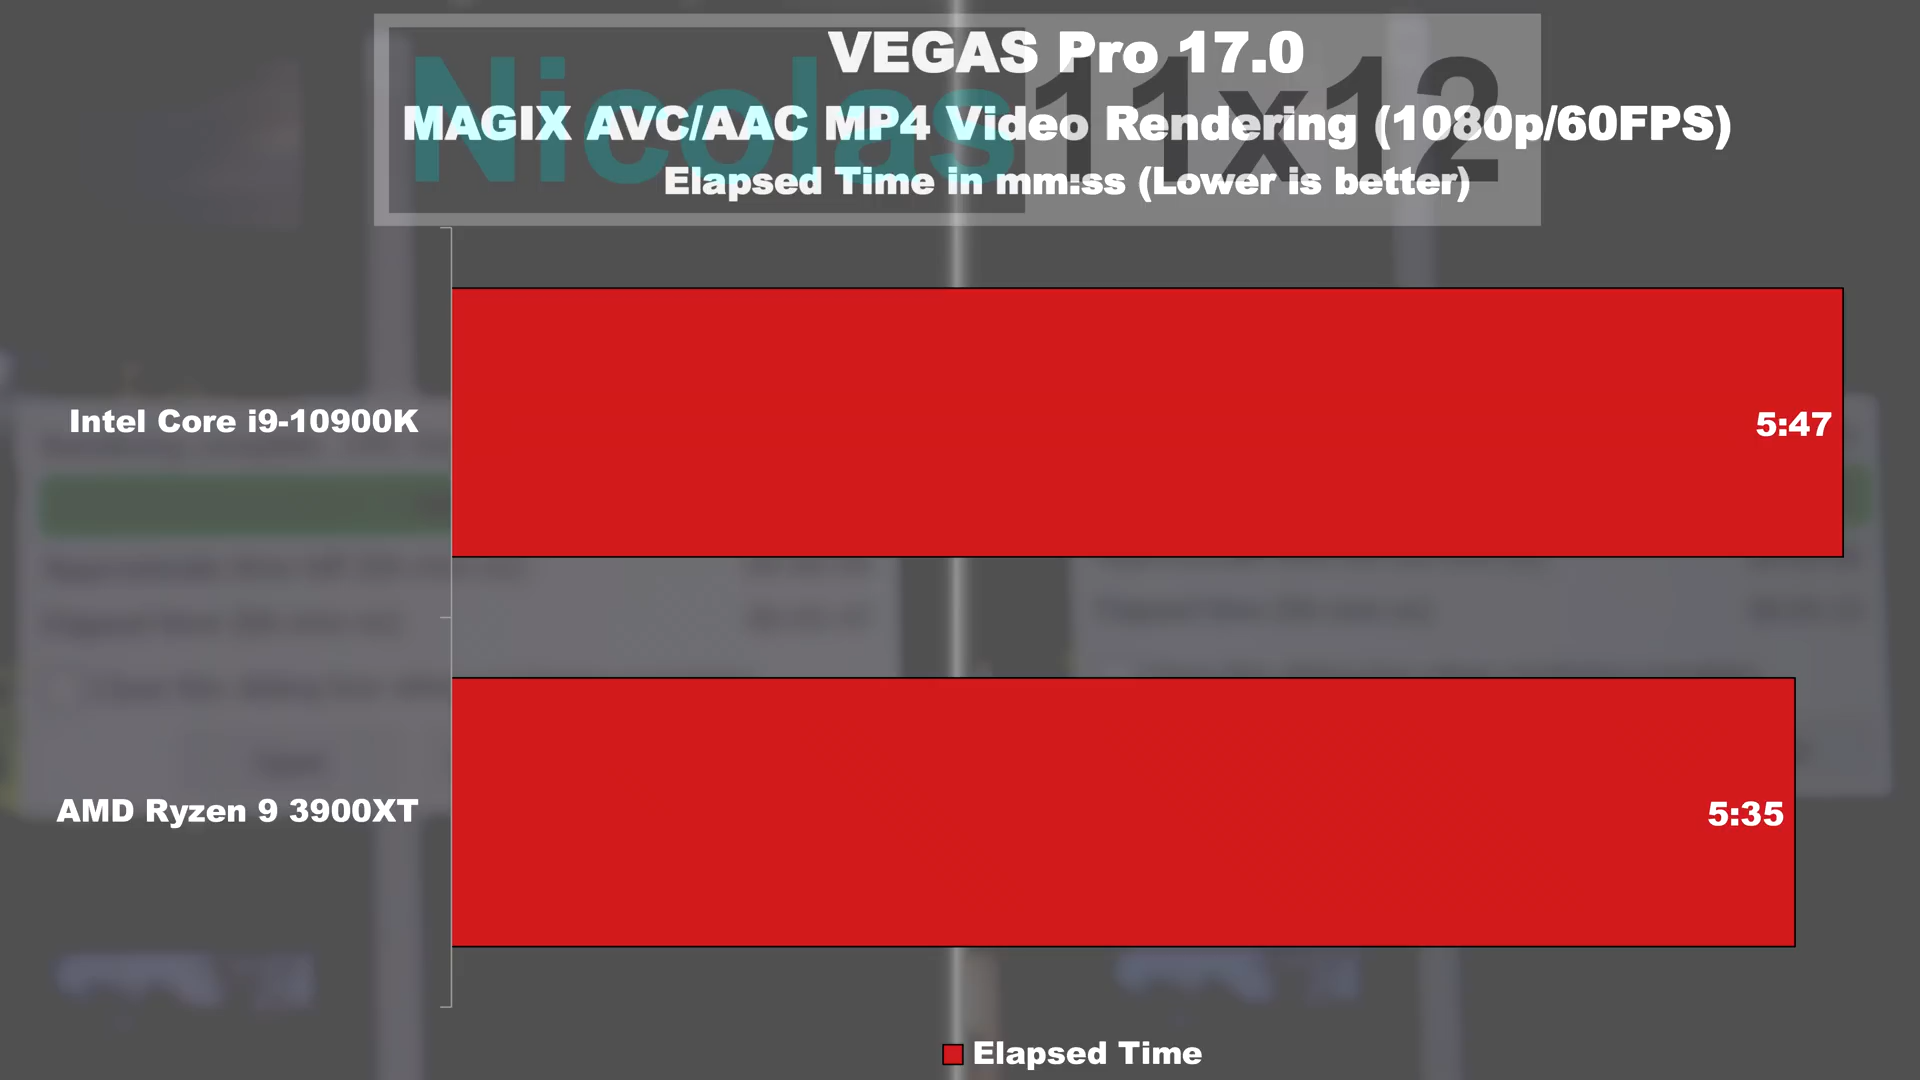 VEGAS Pro 17.0
MAGIX AVC/AAC MP4 Video Rendering (1080p/60FPS)
Elapsed Time in mm:ss (Lower is better)
Nicolas11x12
Intel Core i9-10900K
5:47
AMD Ryzen 9 3900XT
5:35
Elapsed Time